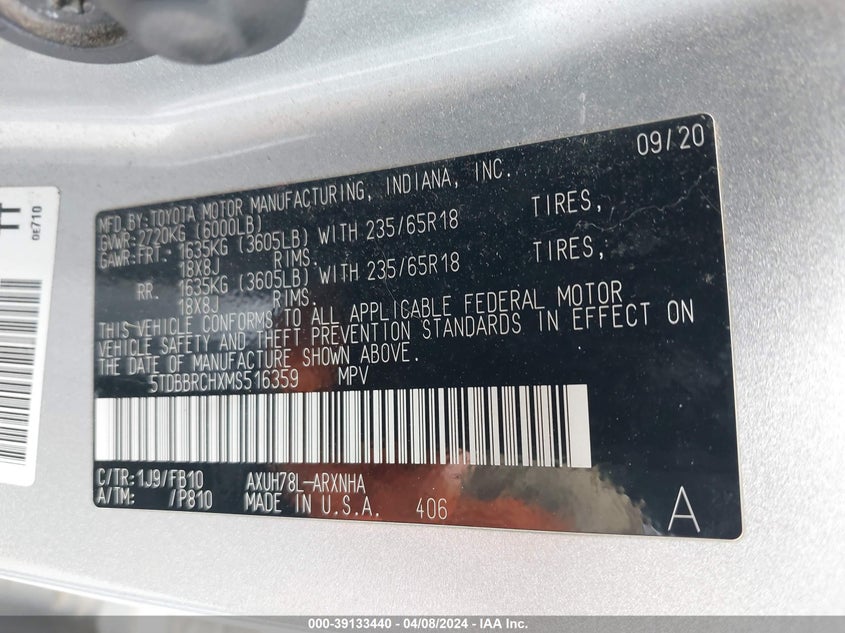 09/20
MFD.BY:TOYOTA MOTOR MANUFACTURING, INDIANA, INC.
GVWR:2720KG (6000LB)
GAWR:FRT. 1635KG (3605LB) WITH 235/65R18 TIRES,
18X8J RIMS.
RR. 1635KG (3605LB) WITH 235/65R18 TIRES,
18X8J RIMS.
THIS VEHICLE CONFORMS TO ALL APPLICABLE FEDERAL MOTOR
VEHICLE SAFETY AND THEFT PREVENTION STANDARDS IN EFFECT ON
THE DATE OF MANUFACTURE SHOWN ABOVE.
5TDBBRCHXMS516359 MPV
C/TR:1J9/FB10 AXUH78L-ARXNHA
A/TM: /P810 MADE IN U.S.A. 406
A
0E710
000-39133440 - 04/08/2024 - IAA Inc.